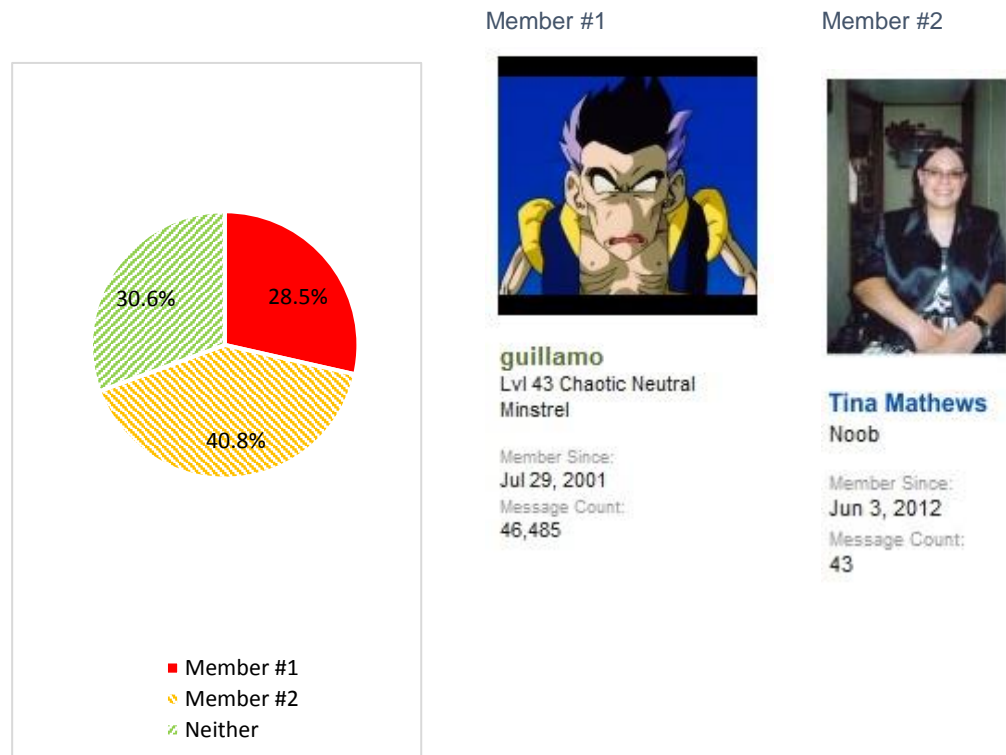 Member #1
Member #2
30.6%
28.5%
40.8%
Member #1
Member #2
Neither
guillamo
Lvl 43 Chaotic Neutral
Minstrel
Member Since:
Jul 29, 2001
Message Count:
46,485
Tina Mathews
Noob
Member Since:
Jun 3, 2012
Message Count:
43